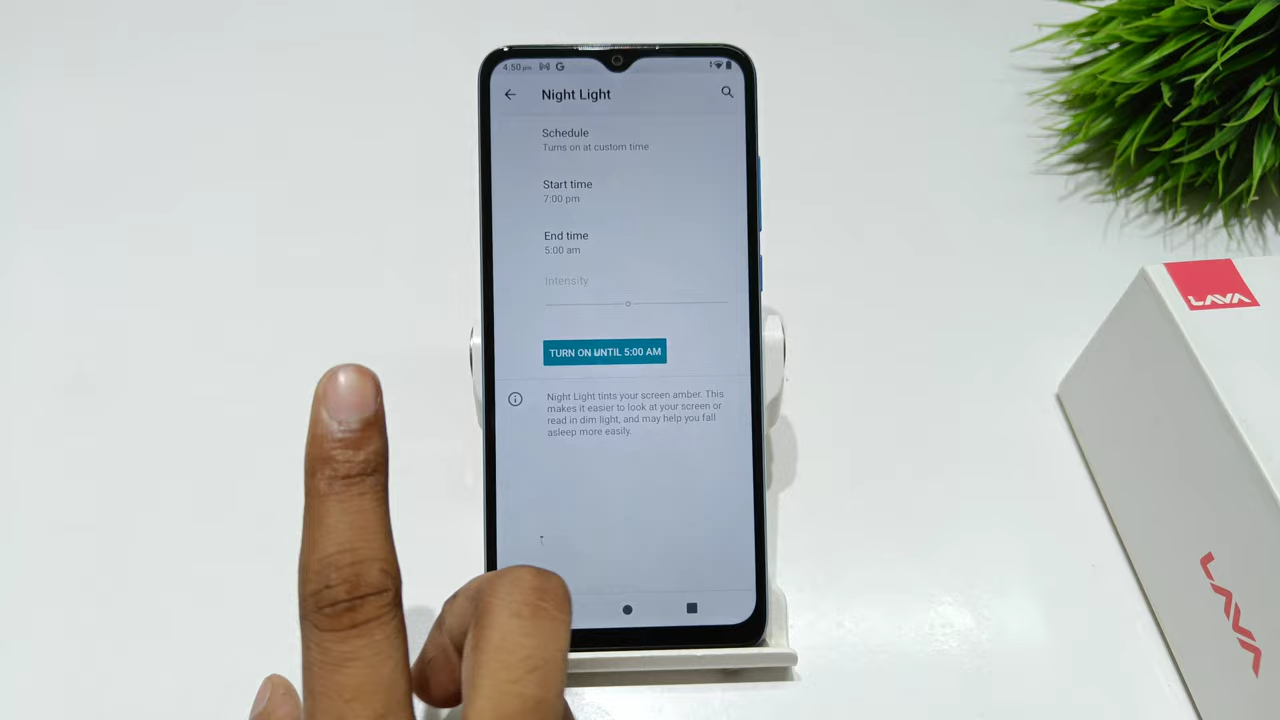 4.50 pm
Night Light
Schedule
Turns on at custom time
Start time
7:00 pm
End time
5:00 am
Intensity
TURN ON UNTIL 5:00 AM
Night Light tints your screen amber. This
makes it easier to look at your screen or
read in dim light, and may help you fall
asleep more easily.
LAVA
LAVA